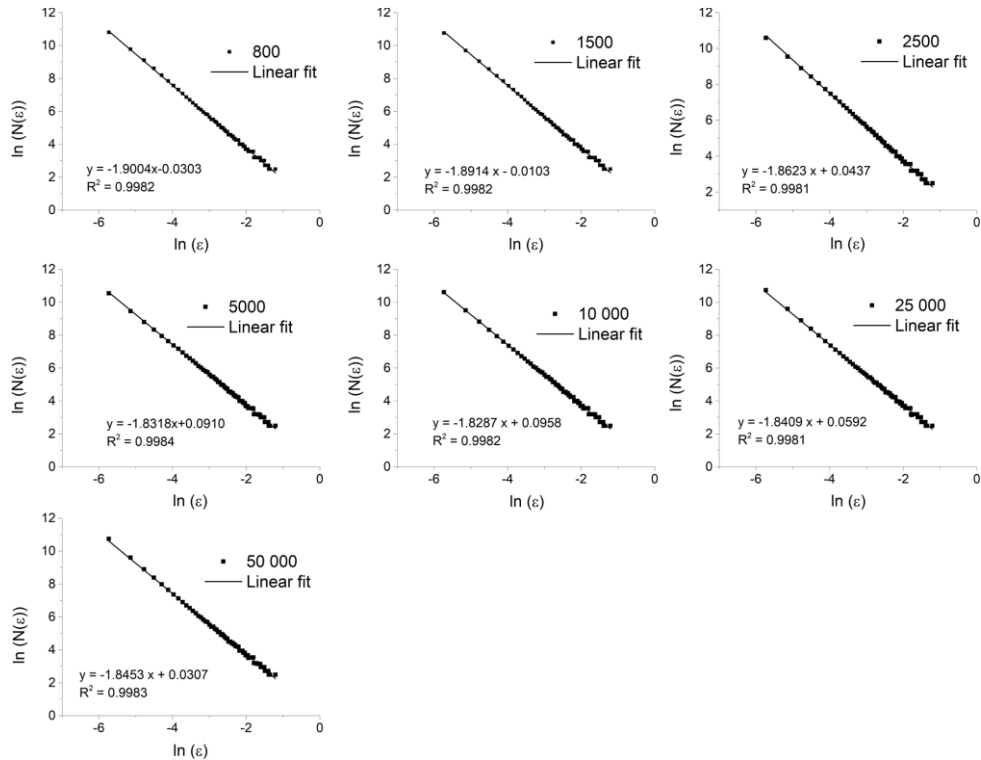 12
10
8
6
4
2
0
ln (N(ε))
800
Linear fit
y = -1.9004x-0.0303
R² = 0.9982
-6
-4
-2
0
ln (ε)
12
10
8
6
4
2
0
ln (N(ε))
1500
Linear fit
y = -1.8914 x - 0.0103
R² = 0.9982
-6
-4
-2
0
ln (ε)
12
10
8
6
4
2
ln (N(ε))
2500
Linear fit
y = -1.8623 x + 0.0437
R² = 0.9981
-6
-4
-2
0
ln (ε)
12
10
8
6
4
2
0
ln (N(ε))
5000
Linear fit
y = -1.8318x+0.0910
R² = 0.9984
-6
-4
-2
0
ln (ε)
12
10
8
6
4
2
0
ln (N(ε))
10 000
Linear fit
y = -1.8287 x + 0.0958
R² = 0.9982
-6
-4
-2
0
ln (ε)
12
10
8
6
4
2
0
ln (N(ε))
25 000
Linear fit
y = -1.8409 x + 0.0592
R² = 0.9981
-6
-4
-2
0
ln (ε)
12
10
8
6
4
2
0
ln (N(ε))
50 000
Linear fit
y = -1.8453 x + 0.0307
R² = 0.9983
-6
-4
-2
0
ln (ε)